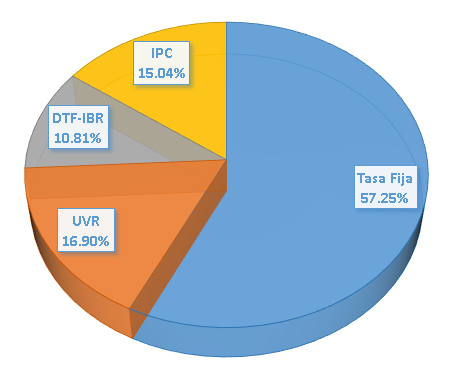 IPC
15.04%
DTF-IBR
10.81%
Tasa Fija
57.25%
UVR
16.90%